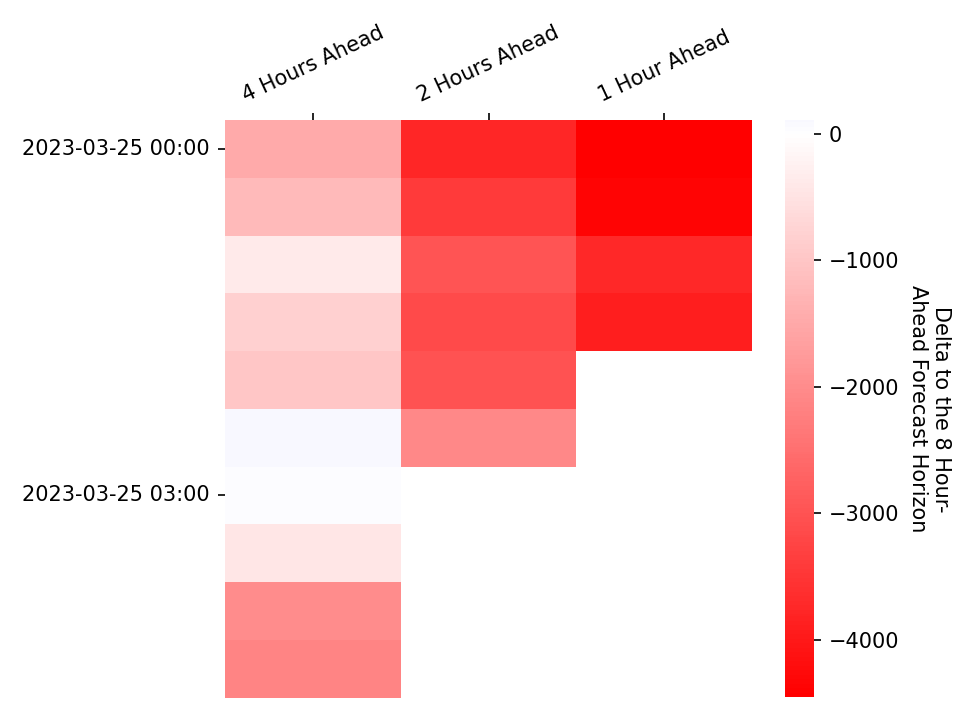 4 Hours Ahead
2 Hours Ahead
1 Hour Ahead
2023-03-25 00:00
2023-03-25 03:00
0
−1000
−2000
−3000
−4000
Delta to the 8 Hour-
Ahead Forecast Horizon